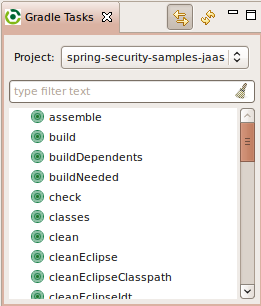 Gradle Tasks
Project: spring-security-samples-jaas
type filter text
assemble
build
buildDependents
buildNeeded
check
classes
clean
cleanEclipse
cleanEclipseClasspath
cleanEclipseJdt